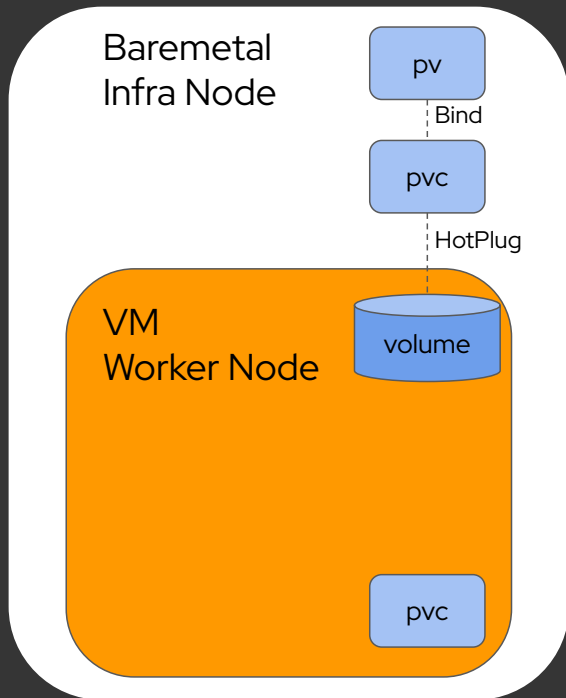 Baremetal
Infra Node
pv
Bind
pvc
HotPlug
VM
Worker Node
volume
pvc